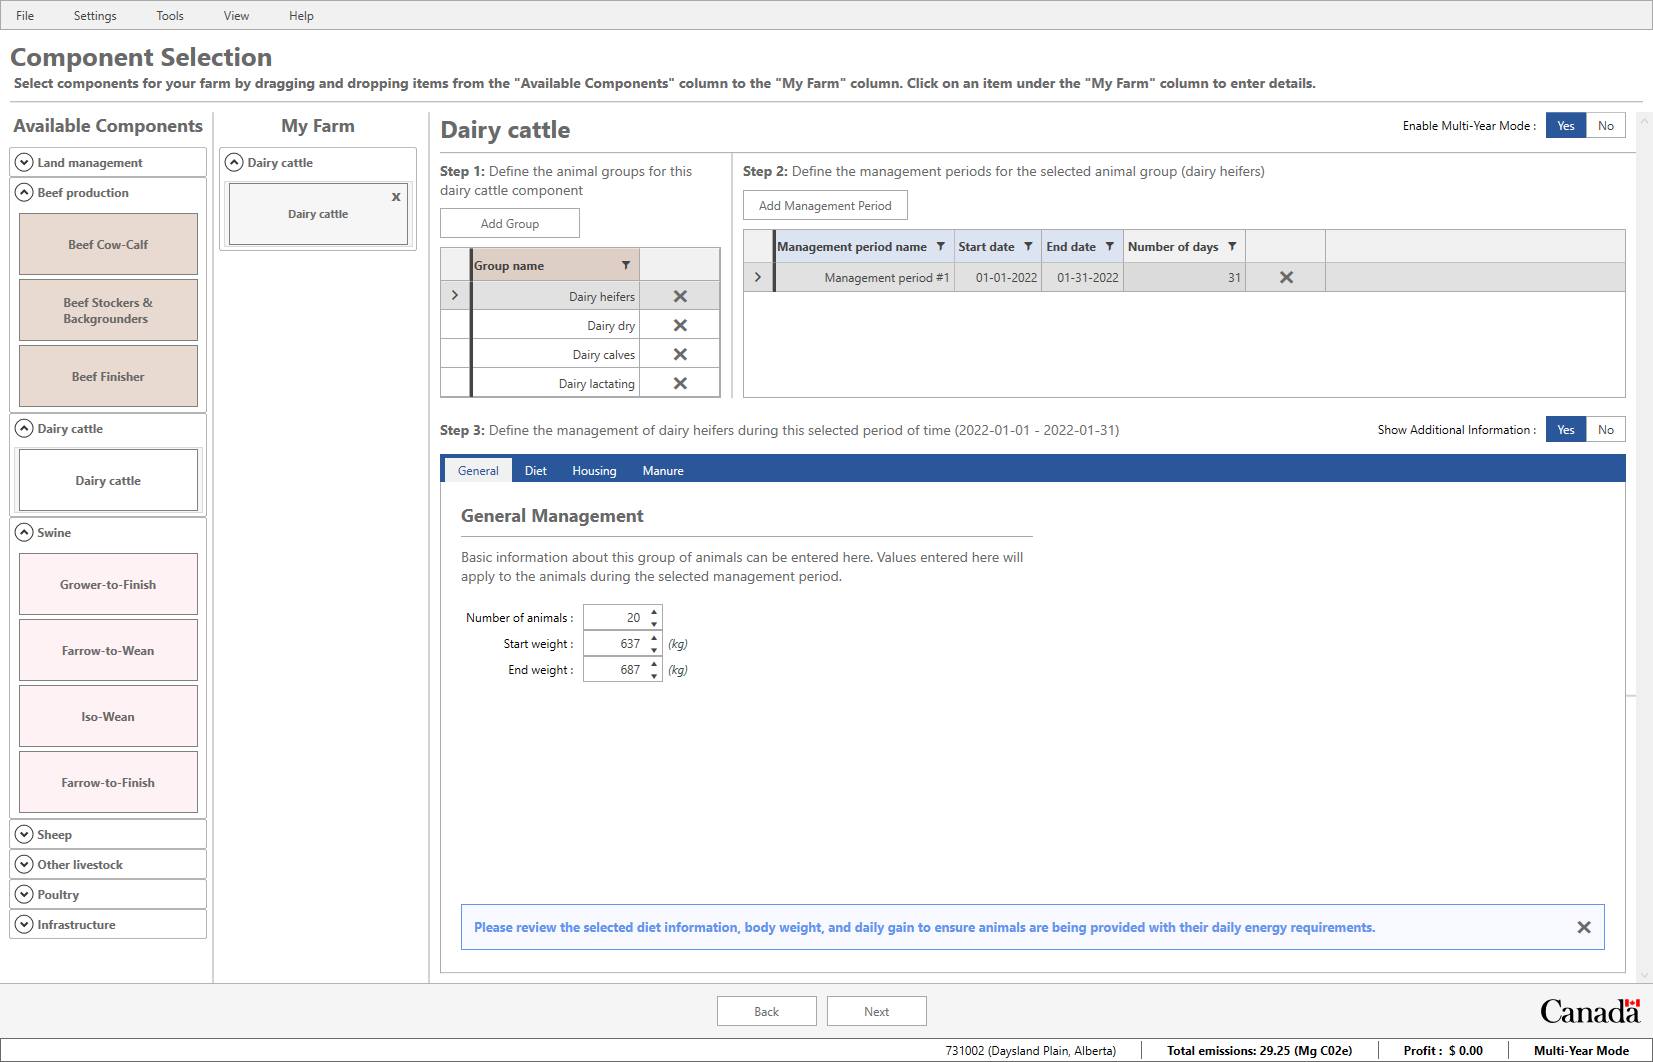 File Settings Tools View Help
Component Selection
Select components for your farm by dragging and dropping items from the "Available Components" column to the "My Farm" column. Click on an item under the "My Farm" column to enter details.
Available Components
Land management
Beef production
Beef Cow-Calf
Beef Stockers &
Backgrounders
Beef Finisher
Dairy cattle
Dairy cattle
Swine
Grower-to-Finish
Farrow-to-Wean
Iso-Wean
Farrow-to-Finish
Sheep
Other livestock
Poultry
Infrastructure
My Farm
Dairy cattle
Dairy cattle x
Dairy cattle
Enable Multi-Year Mode : Yes No
Step 1: Define the animal groups for this
dairy cattle component
Add Group
Group name
Dairy heifers
Dairy dry
Dairy calves
Dairy lactating
Step 2: Define the management periods for the selected animal group (dairy heifers)
Add Management Period
Management period name Start date End date Number of days
Management period #1 01-01-2022 01-31-2022 31
Step 3: Define the management of dairy heifers during this selected period of time (2022-01-01 - 2022-01-31)
Show Additional Information : Yes No
General Diet Housing Manure
General Management
Basic information about this group of animals can be entered here. Values entered here will
apply to the animals during the selected management period.
Number of animals : 20
Start weight : 637 (kg)
End weight : 687 (kg)
Please review the selected diet information, body weight, and daily gain to ensure animals are being provided with their daily energy requirements.
Back Next
Canada
731002 (Daysland Plain, Alberta) Total emissions: 29.25 (Mg C02e) Profit : $ 0.00 Multi-Year Mode